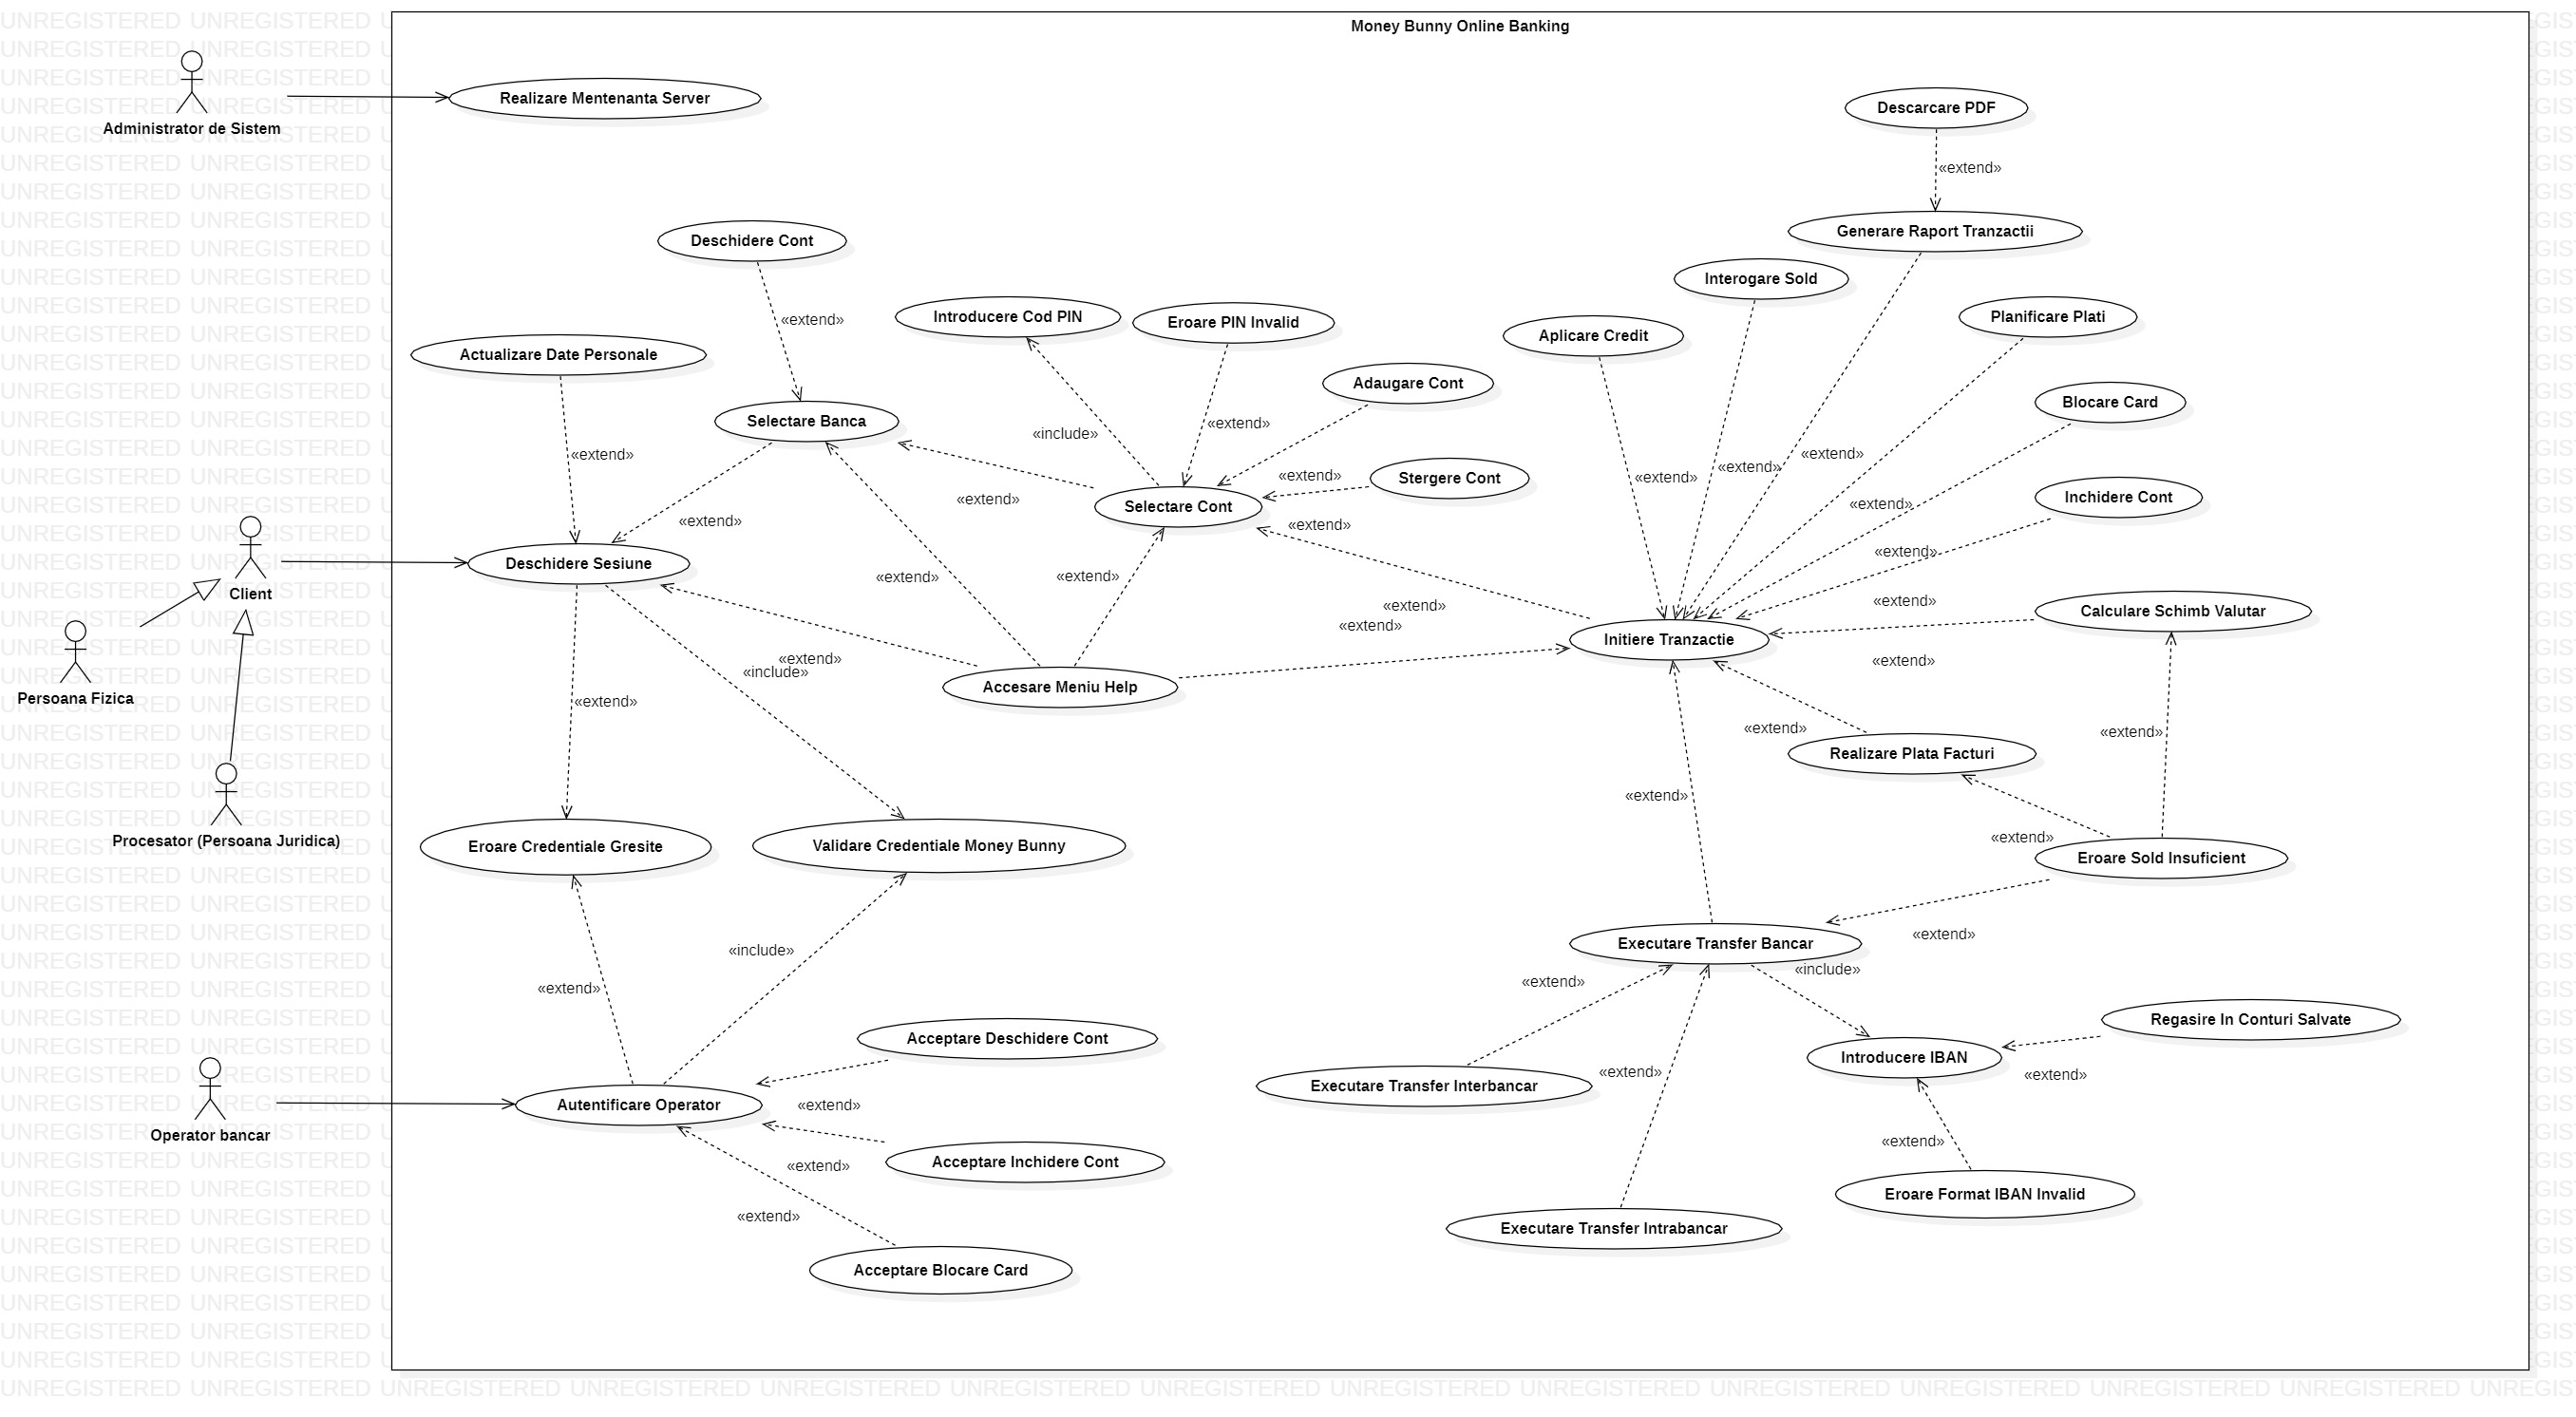 Money Bunny Online Banking
Administrator de Sistem
Realizare Mentenanta Server
Descarcare PDF
«extend»
Generare Raport Tranzactii
Deschidere Cont
Interogare Sold
Introducere Cod PIN
Eroare PIN Invalid
Planificare Plati
«extend»
Aplicare Credit
Actualizare Date Personale
Adaugare Cont
Blocare Card
Selectare Banca
«extend»
«include»
«extend»
«extend»
«extend»
«extend»
«extend»
Stergere Cont
Inchidere Cont
«extend»
«extend»
Selectare Cont
«extend»
«extend»
«extend»
«extend»
Deschidere Sesiune
«extend»
«extend»
Client
«extend»
«extend»
Calculare Schimb Valutar
«extend»
Initiere Tranzactie
«extend»
«extend»
«include»
Accesare Meniu Help
Persoana Fizica
«extend»
«extend»
«extend»
Realizare Plata Facturi
«extend»
«extend»
Procesator (Persoana Juridica)
Eroare Credentiale Gresite
Validare Credentiale Money Bunny
Eroare Sold Insuficient
«extend»
Executare Transfer Bancar
«include»
«include»
«extend»
«extend»
Regasire In Conturi Salvate
Acceptare Deschidere Cont
Introducere IBAN
«extend»
«extend»
Executare Transfer Interbancar
Autentificare Operator
«extend»
Operator bancar
«extend»
Acceptare Inchidere Cont
«extend»
Eroare Format IBAN Invalid
«extend»
Executare Transfer Intrabancar
Acceptare Blocare Card
UNREGISTERED UNREGISTERED UNREGISTERED UNREGISTERED UNREGISTERED UNREGISTERED UNREGISTERED UNREGISTERED UNREGISTERED UNREGISTERED UNREGISTERED UNREGISTERED UNREGISTERED